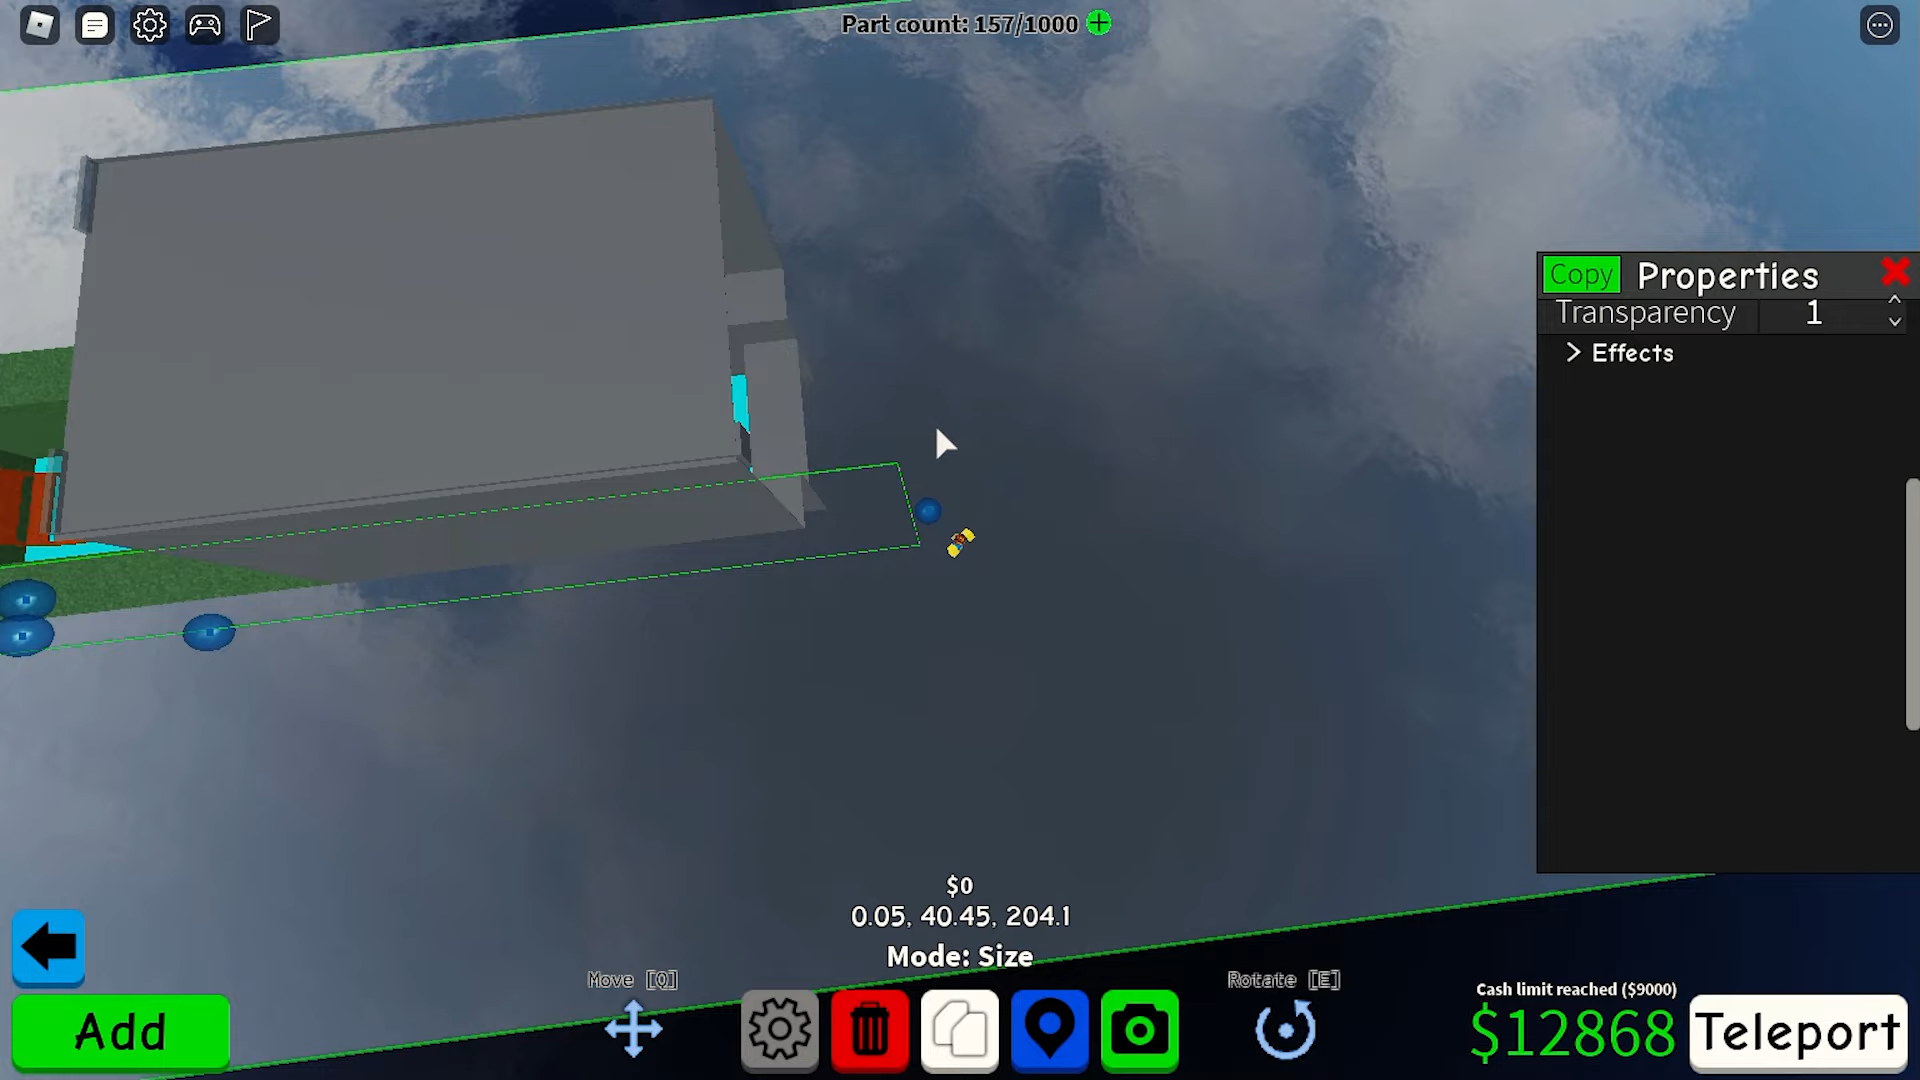 Part count: 157/1000
Copy Properties
Transparency 1
Effects
$0
0.05, 40.45, 204.1
Mode: Size
Move [Q]
Rotate [E]
Cash limit reached ($9000)
$12868
Add
Teleport